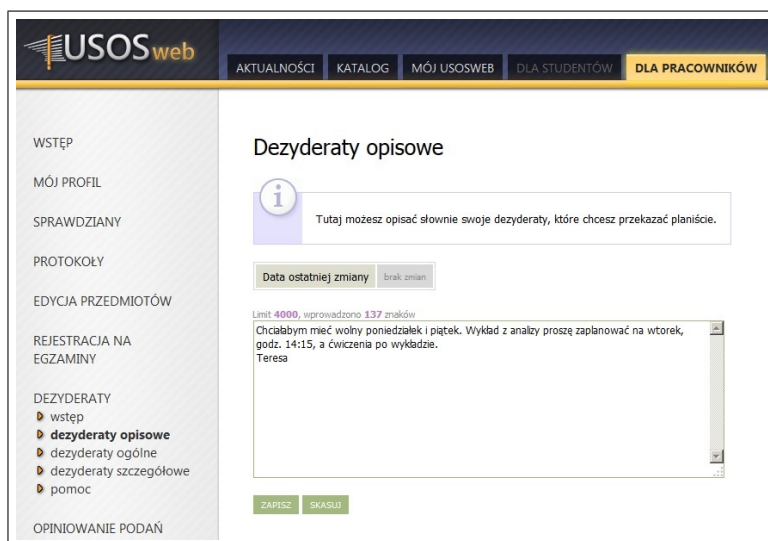 USOSweb
AKTUALNOŚCI KATALOG MÓJ USOSWEB DLA STUDENTÓW DLA PRACOWNIKÓW
WSTĘP
MÓJ PROFIL
SPRAWDZIANY
PROTOKOŁY
EDYCJA PRZEDMIOTÓW
REJESTRACJA NA
EGZAMINY
DEZYDERATY
wstęp
dezyderaty opisowe
dezyderaty ogólne
dezyderaty szczegółowe
pomoc
OPINIOWANIE PODAŃ
Dezyderaty opisowe
i
Tutaj możesz opisać słownie swoje dezyderaty, które chcesz przekazać planiście.
Data ostatniej zmiany brak zmian
Limit 4000, wprowadzono 137 znaków
Chciałabym mieć wolny poniedziałek i piątek. Wykład z analizy proszę zaplanować na wtorek,
godz. 14:15, a ćwiczenia po wykładzie.
Teresa
ZAPISZ SKASUJ